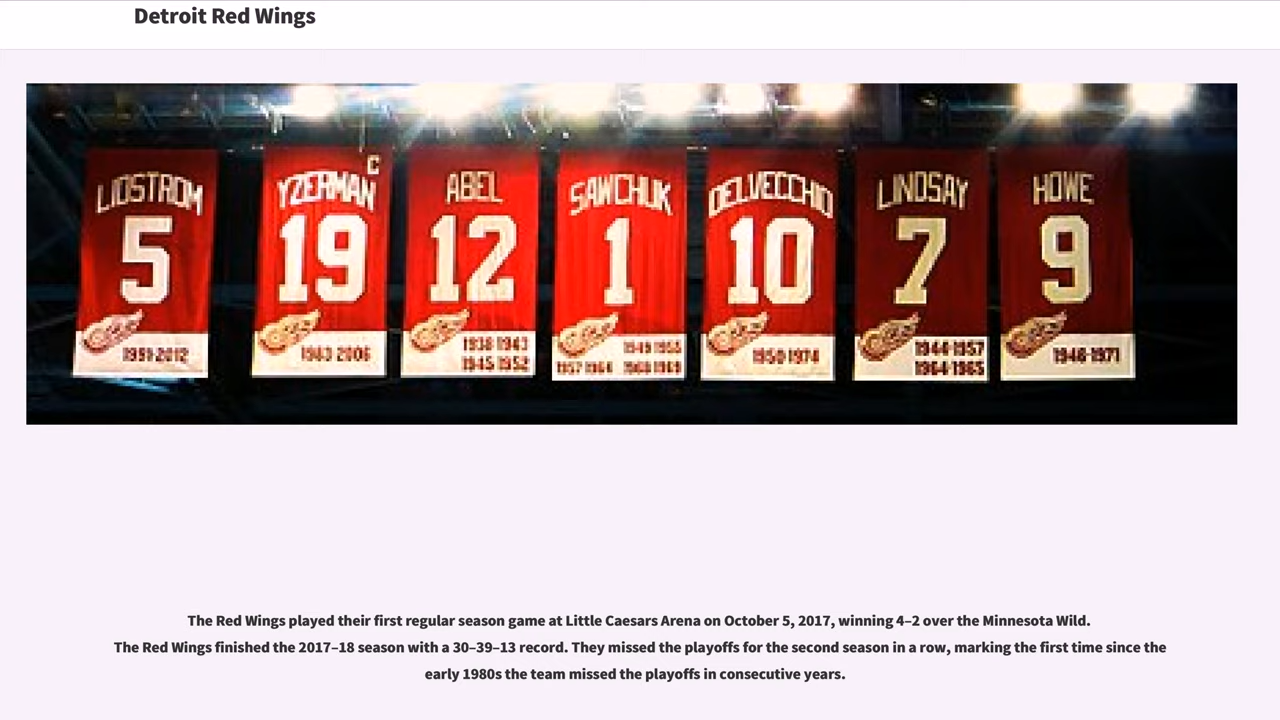 Detroit Red Wings
LIDSTROM
5
1991-2012
C
YZERMAN
19
1983-2006
ABEL
12
1938-1943
1945-1952
SAWCHUK
1
1949-1955
1957-1964 1968-1969
DELVECCHIO
10
1950-1974
LINDSAY
7
1944-1957
1964-1965
HOWE
9
1946-1971
The Red Wings played their first regular season game at Little Caesars Arena on October 5, 2017, winning 4–2 over the Minnesota Wild.
The Red Wings finished the 2017–18 season with a 30–39–13 record. They missed the playoffs for the second season in a row, marking the first time since the
early 1980s the team missed the playoffs in consecutive years.